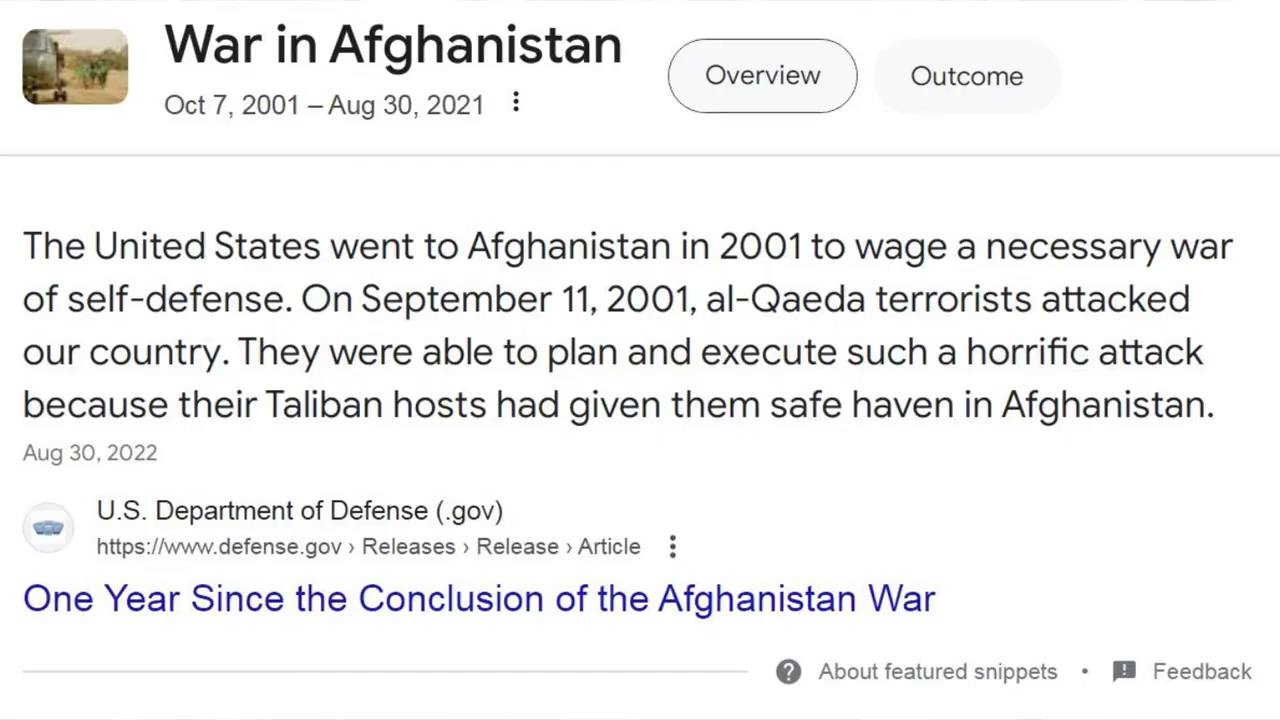 War in Afghanistan
Overview
Outcome
Oct 7, 2001 – Aug 30, 2021
The United States went to Afghanistan in 2001 to wage a necessary war
of self-defense. On September 11, 2001, al-Qaeda terrorists attacked
our country. They were able to plan and execute such a horrific attack
because their Taliban hosts had given them safe haven in Afghanistan.
Aug 30, 2022
U.S. Department of Defense (.gov)
https://www.defense.gov › Releases › Release › Article
One Year Since the Conclusion of the Afghanistan War
About featured snippets • Feedback